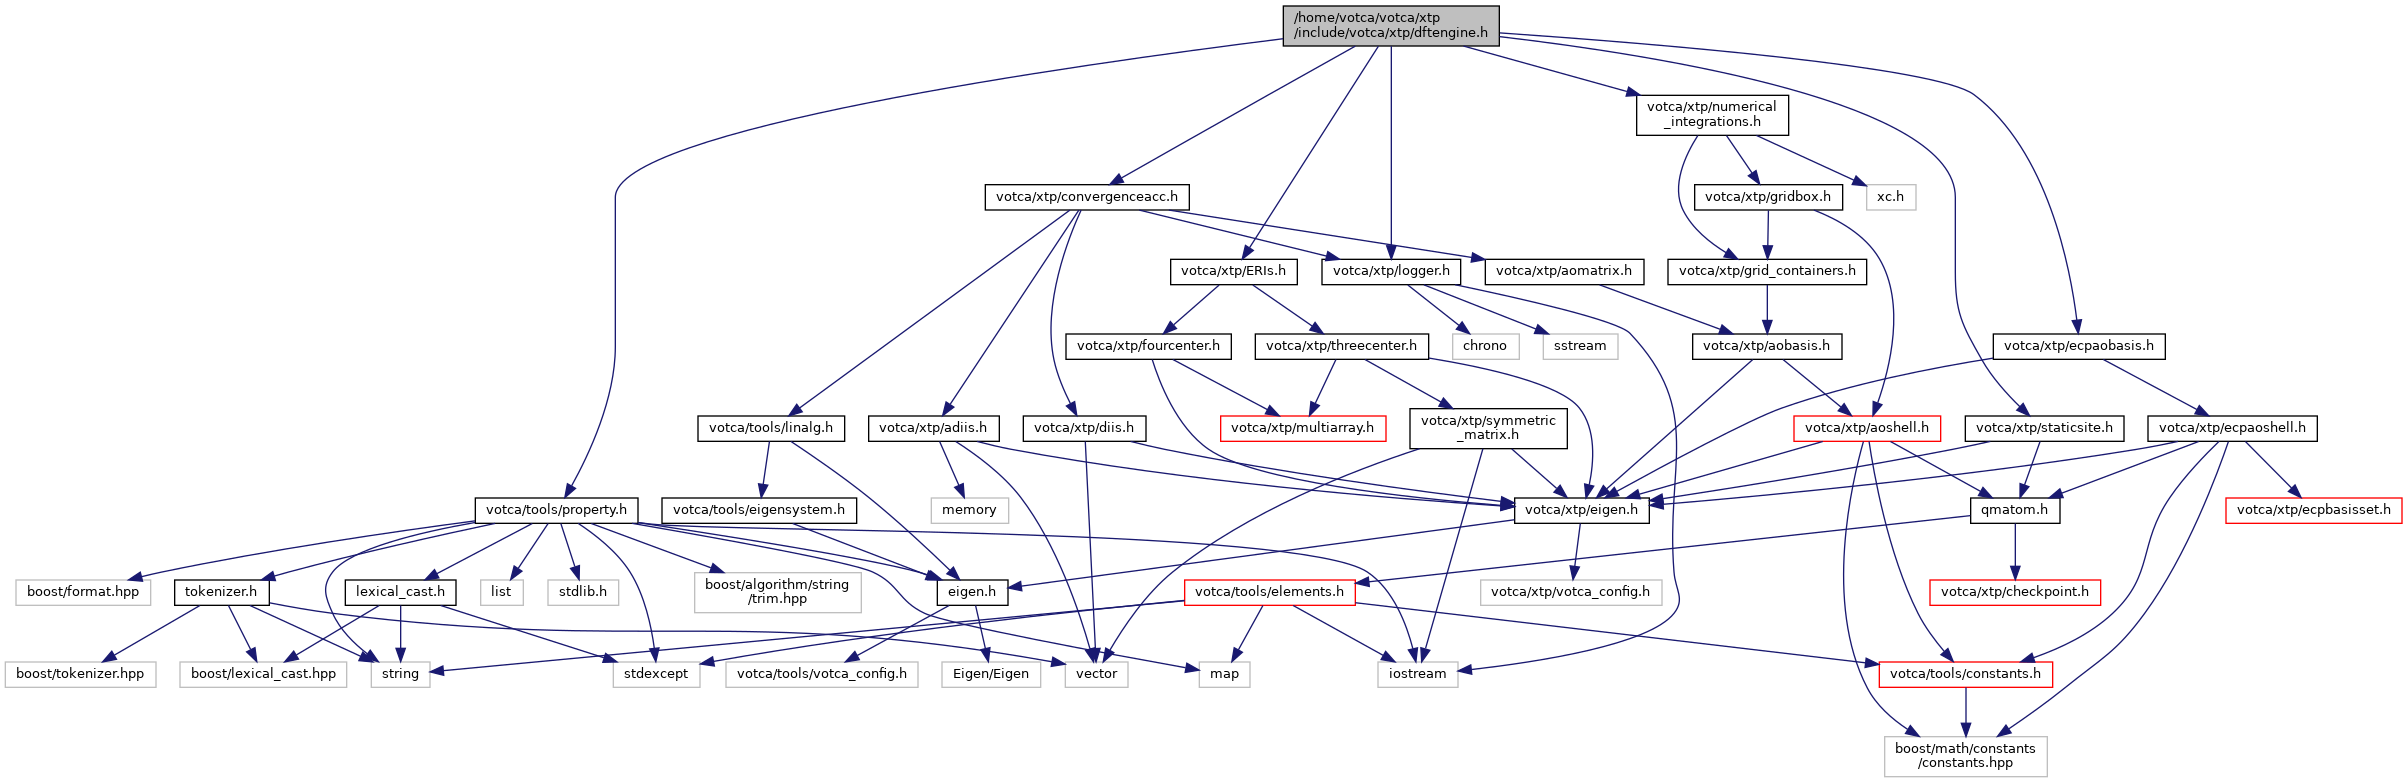 /home/votca/votca/xtp
/include/votca/xtp/dftengine.h
votca/xtp/numerical
_integrations.h
votca/xtp/convergenceacc.h
votca/xtp/gridbox.h
xc.h
votca/xtp/ERIs.h
votca/xtp/logger.h
votca/xtp/aomatrix.h
votca/xtp/grid_containers.h
votca/xtp/fourcenter.h
votca/xtp/threecenter.h
chrono
sstream
votca/xtp/aobasis.h
votca/xtp/ecpaobasis.h
votca/tools/linalg.h
votca/xtp/adiis.h
votca/xtp/diis.h
votca/xtp/multiarray.h
votca/xtp/symmetric
_matrix.h
votca/xtp/aoshell.h
votca/xtp/staticsite.h
votca/xtp/ecpaoshell.h
votca/tools/property.h
votca/tools/eigensystem.h
memory
votca/xtp/eigen.h
qmatom.h
votca/xtp/ecpbasisset.h
boost/format.hpp
tokenizer.h
lexical_cast.h
list
stdlib.h
boost/algorithm/string
/trim.hpp
eigen.h
votca/tools/elements.h
votca/xtp/votca_config.h
votca/xtp/checkpoint.h
boost/tokenizer.hpp
boost/lexical_cast.hpp
string
stdexcept
votca/tools/votca_config.h
Eigen/Eigen
vector
map
iostream
votca/tools/constants.h
boost/math/constants
/constants.hpp